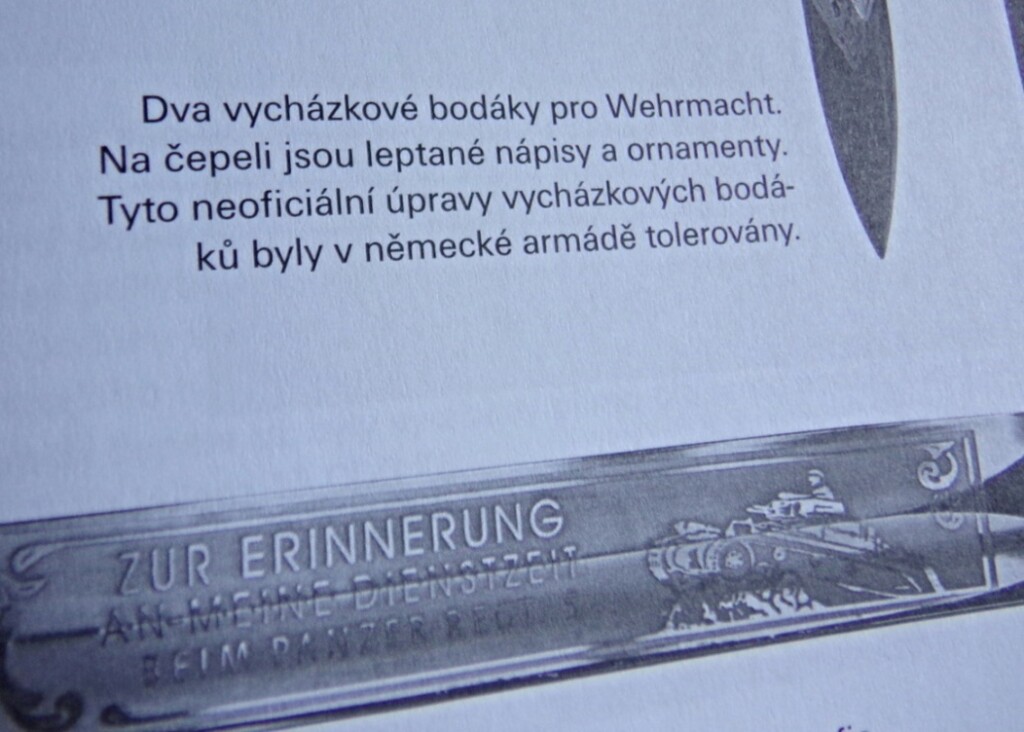 Dva vycházkové bodáky pro Wehrmacht.
Na čepeli jsou leptané nápisy a ornamenty.
Tyto neoficiální úpravy vycházkových bodá-
ků byly v německé armádě tolerovány.
ZUR ERINNERUNG
AN MEINE DIENSTZEIT
BEIM PANZER REGT. 5